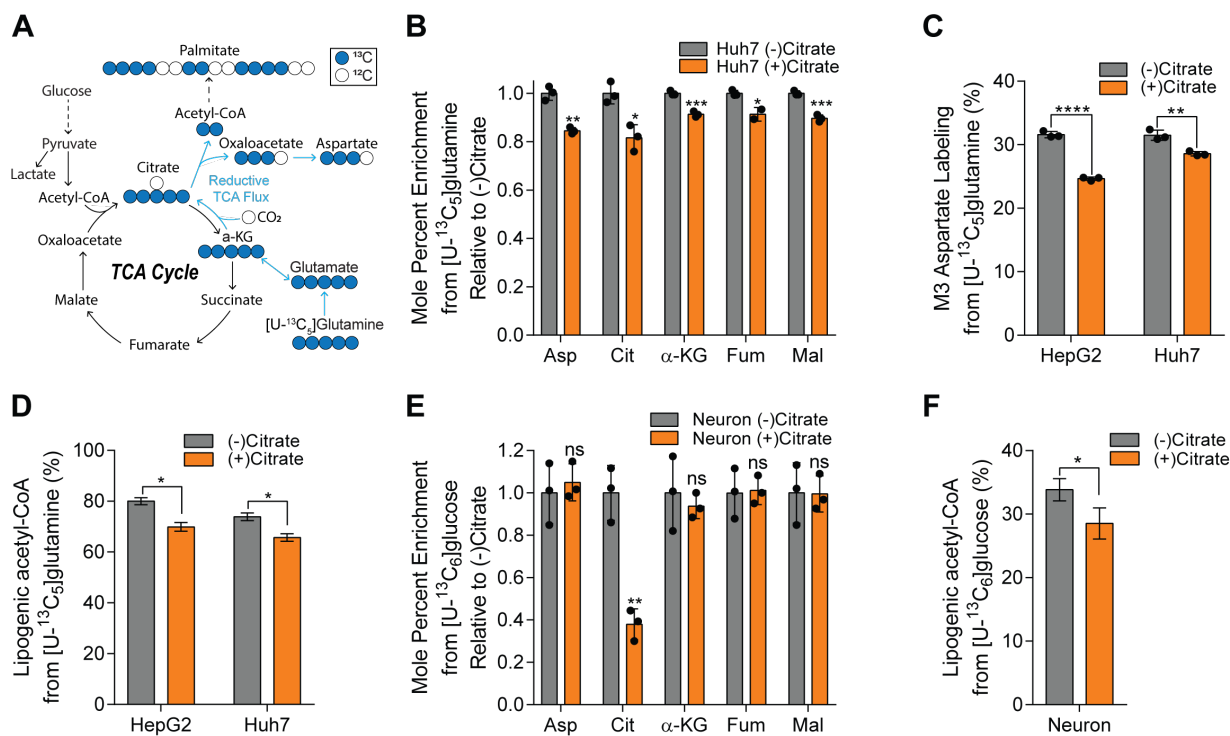 A
Palmitate
¹³C
¹²C
Glucose
Acetyl-CoA
Pyruvate
Oxaloacetate
Aspartate
Lactate
Citrate
Reductive
TCA Flux
Acetyl-CoA
CO₂
Oxaloacetate
a-KG
TCA Cycle
Glutamate
Malate
Succinate
[U-¹³C₅]Glutamine
Fumarate
B
Huh7 (-)Citrate
Huh7 (+)Citrate
Mole Percent Enrichment
from [U-¹³C₅]glutamine
Relative to (-)Citrate
1.0
0.8
0.6
0.4
0.2
0.0
**
*
***
*
***
Asp Cit α-KG Fum Mal
C
(-)Citrate
(+)Citrate
M3 Aspartate Labeling
from [U-¹³C₅]glutamine (%)
40
30
20
10
0
****
**
HepG2 Huh7
D
(-)Citrate
(+)Citrate
Lipogenic acetyl-CoA
from [U-¹³C₅]glutamine (%)
100
80
60
40
20
0
*
*
HepG2 Huh7
E
Neuron (-)Citrate
Neuron (+)Citrate
Mole Percent Enrichment
from [U-¹³C₆]glucose
Relative to (-)Citrate
1.2
1.0
0.8
0.6
0.4
0.2
0.0
ns
**
ns
ns
ns
Asp Cit α-KG Fum Mal
F
(-)Citrate
(+)Citrate
Lipogenic acetyl-CoA
from [U-¹³C₆]glucose (%)
40
30
20
10
0
*
Neuron